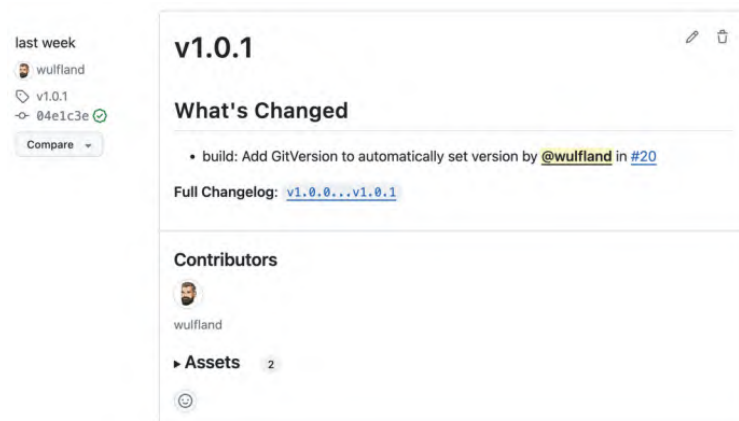 last week
wulfland
v1.0.1
04e1c3e
Compare
v1.0.1
What's Changed
• build: Add GitVersion to automatically set version by @wulfland in #20
Full Changelog: v1.0.0...v1.0.1
Contributors
wulfland
Assets 2